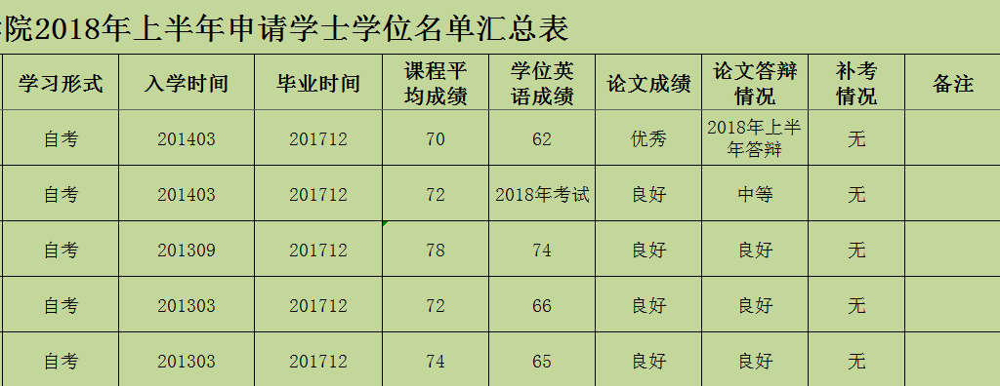 院2018年上半年申请学士学位名单汇总表
学习形式 入学时间 毕业时间 课程平均成绩 学位英语成绩 论文成绩 论文答辩情况 补考情况 备注
自考 201403 201712 70 62 优秀 2018年上半年答辩 无
自考 201403 201712 72 2018年考试 良好 中等 无
自考 201309 201712 78 74 良好 良好 无
自考 201303 201712 72 66 良好 良好 无
自考 201303 201712 74 65 良好 良好 无